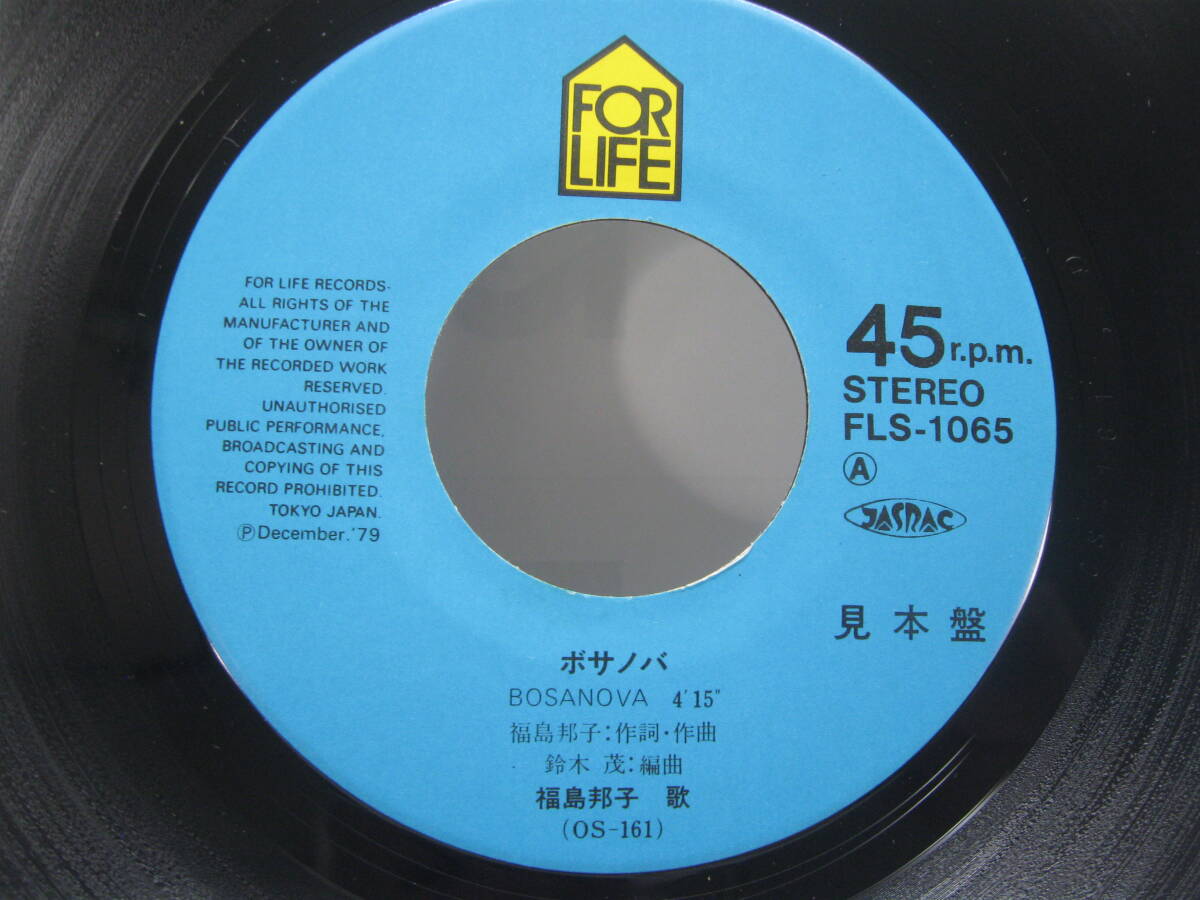 FOR
LIFE
FOR LIFE RECORDS-
ALL RIGHTS OF THE
MANUFACTURER AND
OF THE OWNER OF
THE RECORDED WORK
RESERVED.
UNAUTHORISED
PUBLIC PERFORMANCE,
BROADCASTING AND
COPYING OF THIS
RECORD PROHIBITED.
TOKYO JAPAN.
ⓅDecember.'79
45r.p.m.
STEREO
FLS-1065
Ⓐ
JASRAC
見本盤
ボサノバ
BOSANOVA 4'15"
福島邦子:作詞・作曲
鈴木 茂:編曲
福島邦子 歌
(OS-161)